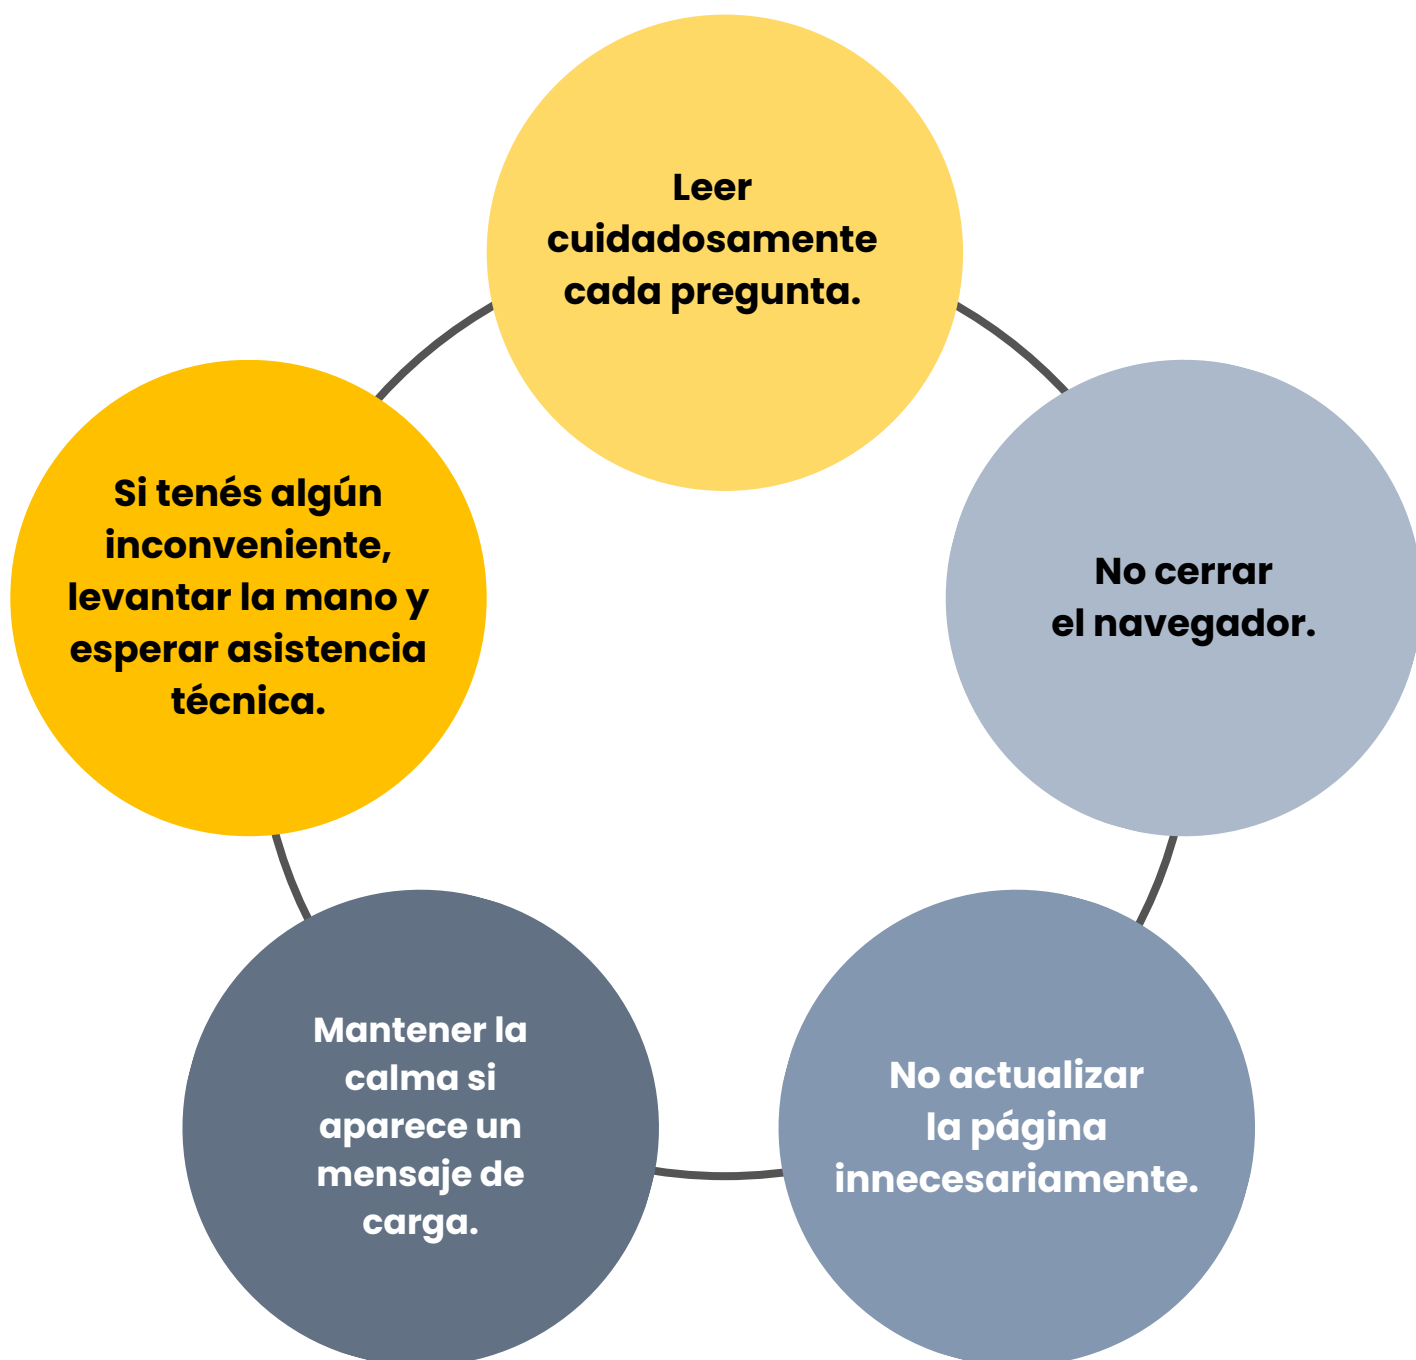 Leer
cuidadosamente
cada pregunta.
No cerrar
el navegador.
No actualizar
la página
innecesariamente.
Mantener la
calma si
aparece un
mensaje de
carga.
Si tenés algún
inconveniente,
levantar la mano y
esperar asistencia
técnica.